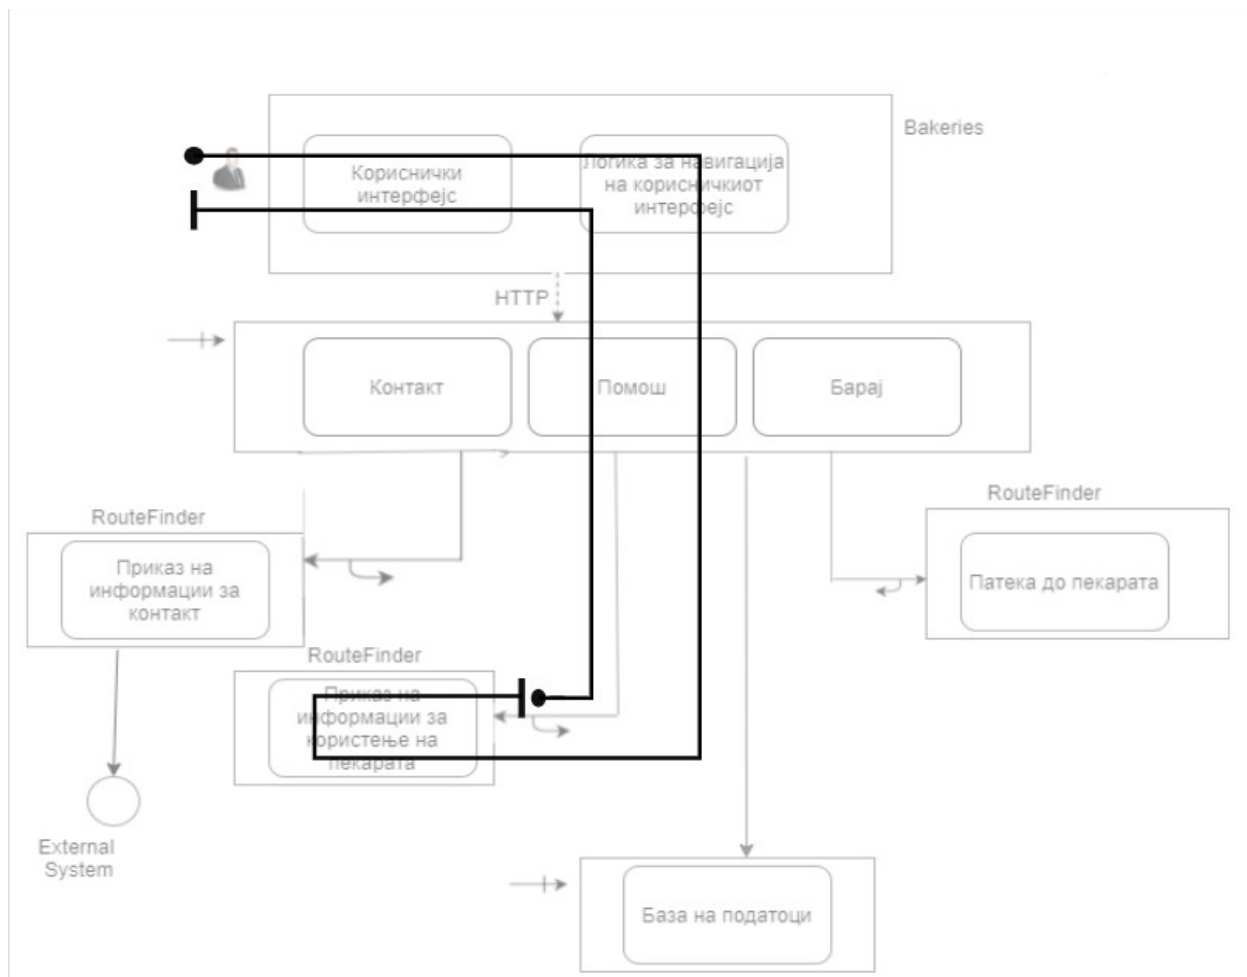 Bakeries
Кориснички
интерфејс
Логика за навигација
на корисничкиот
интерфејс
HTTP
Контакт
Помош
Барај
RouteFinder
Приказ на
информации за
контакт
RouteFinder
Патека до пекарата
RouteFinder
Приказ на
информации за
користење на
пекарата
External
System
База на податоци